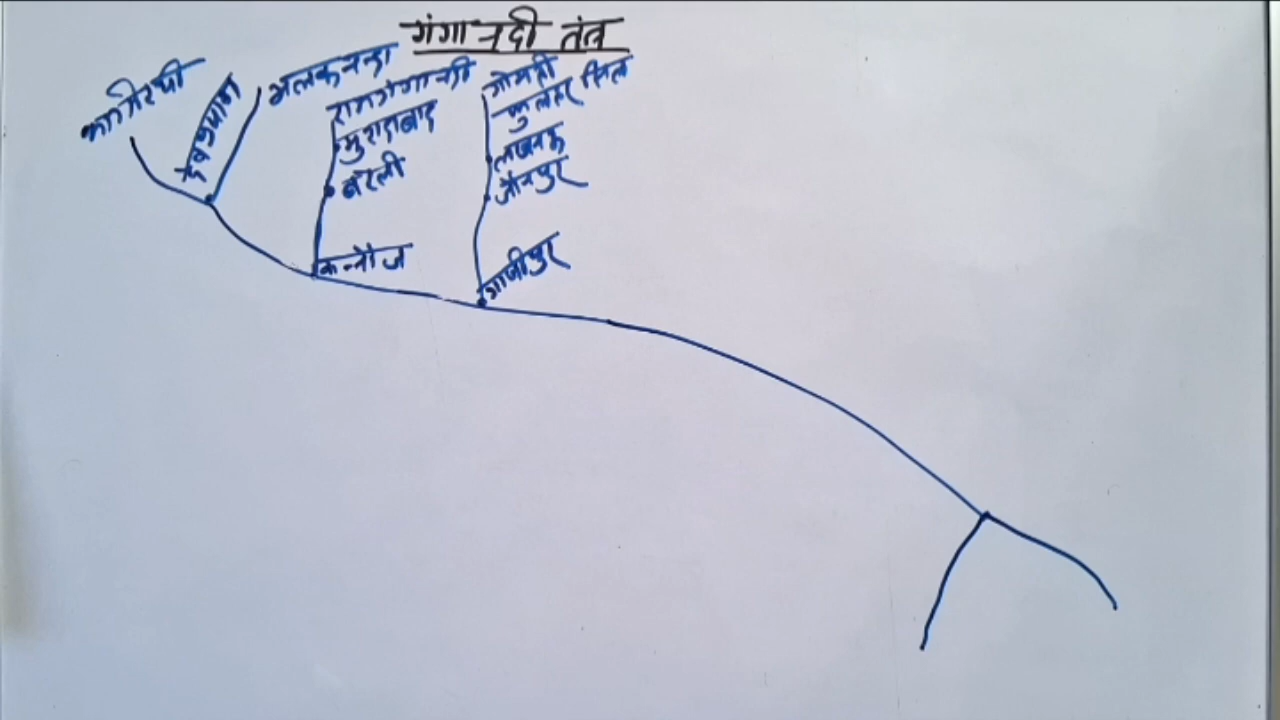 गंगा नदी तंत्र
भागीरथी
देवप्रयाग
अलकनन्दा
रामगंगा नदी
मुरादाबाद
बरेली
कन्नौज
गोमती
फुलहर झिल
लखनऊ
जौनपुर
गाजीपुर